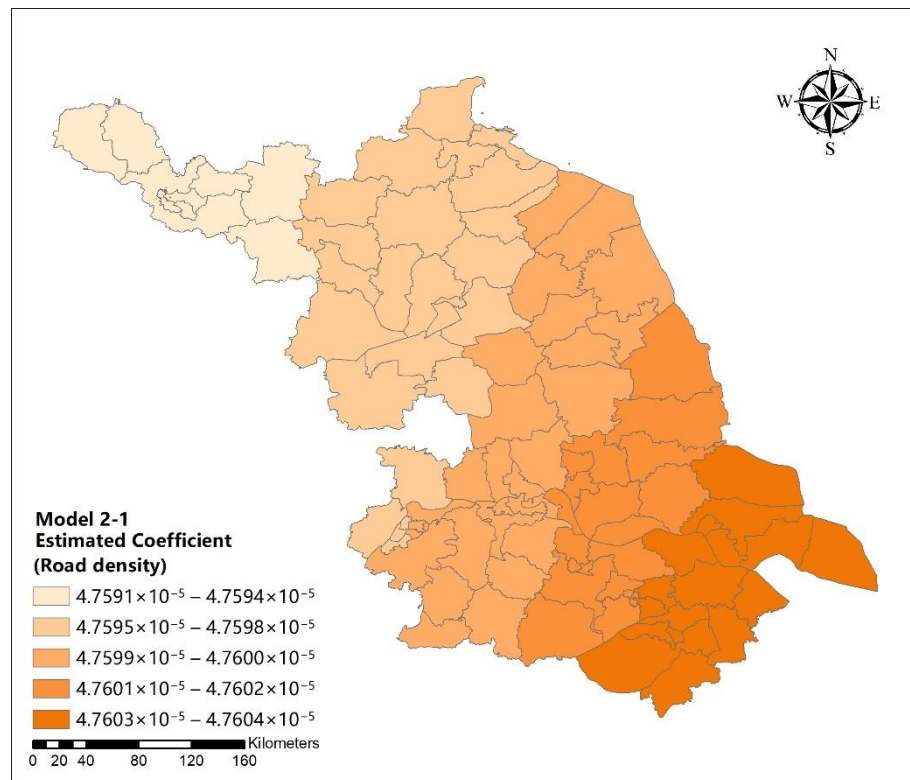 N
W E
S
Model 2-1
Estimated Coefficient
(Road density)
4.7591×10⁻⁵ – 4.7594×10⁻⁵
4.7595×10⁻⁵ – 4.7598×10⁻⁵
4.7599×10⁻⁵ – 4.7600×10⁻⁵
4.7601×10⁻⁵ – 4.7602×10⁻⁵
4.7603×10⁻⁵ – 4.7604×10⁻⁵
Kilometers
0 20 40 80 120 160